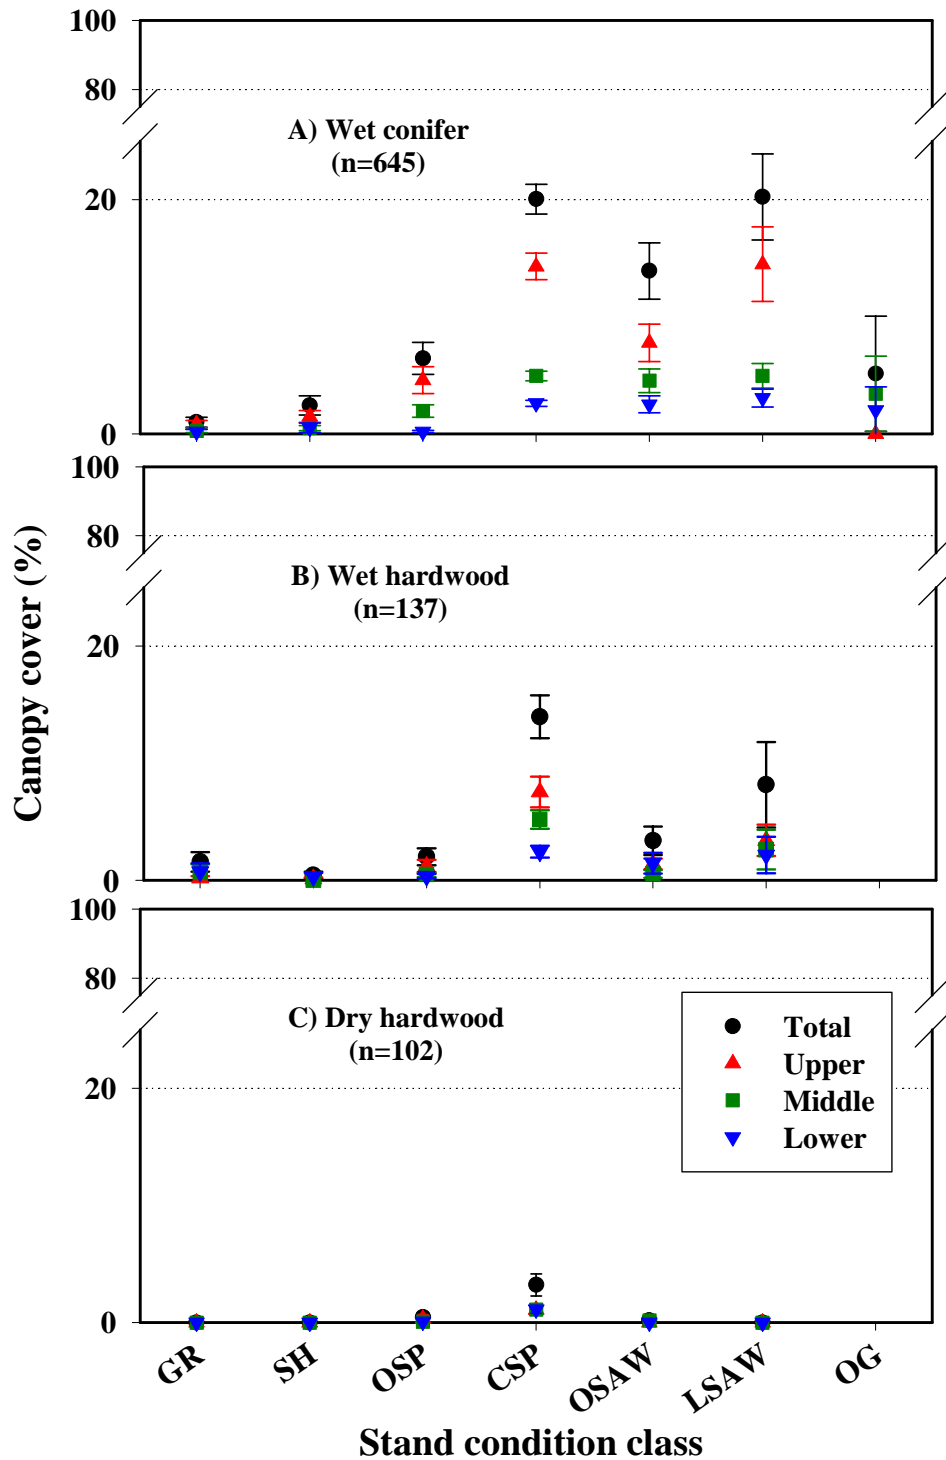 100
80
A) Wet conifer
(n=645)
20
0
100
80
B) Wet hardwood
(n=137)
20
0
100
80
C) Dry hardwood
(n=102)
20
0
Total
Upper
Middle
Lower
Canopy cover (%)
GR
SH
OSP
CSP
OSAW
LSAW
OG
Stand condition class